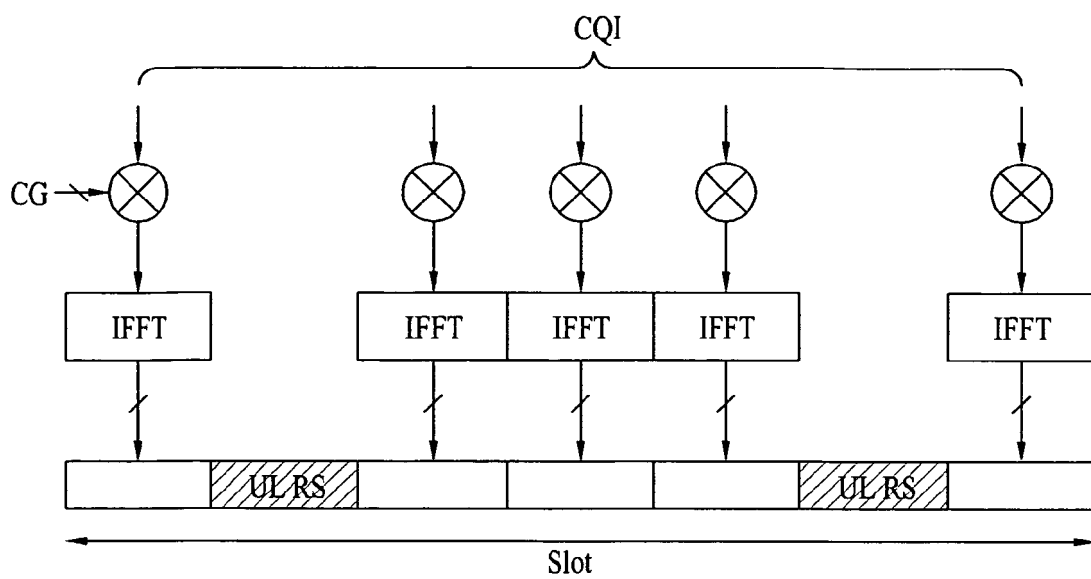 CQI
CG
IFFT
IFFT
IFFT
IFFT
IFFT
UL RS
UL RS
Slot